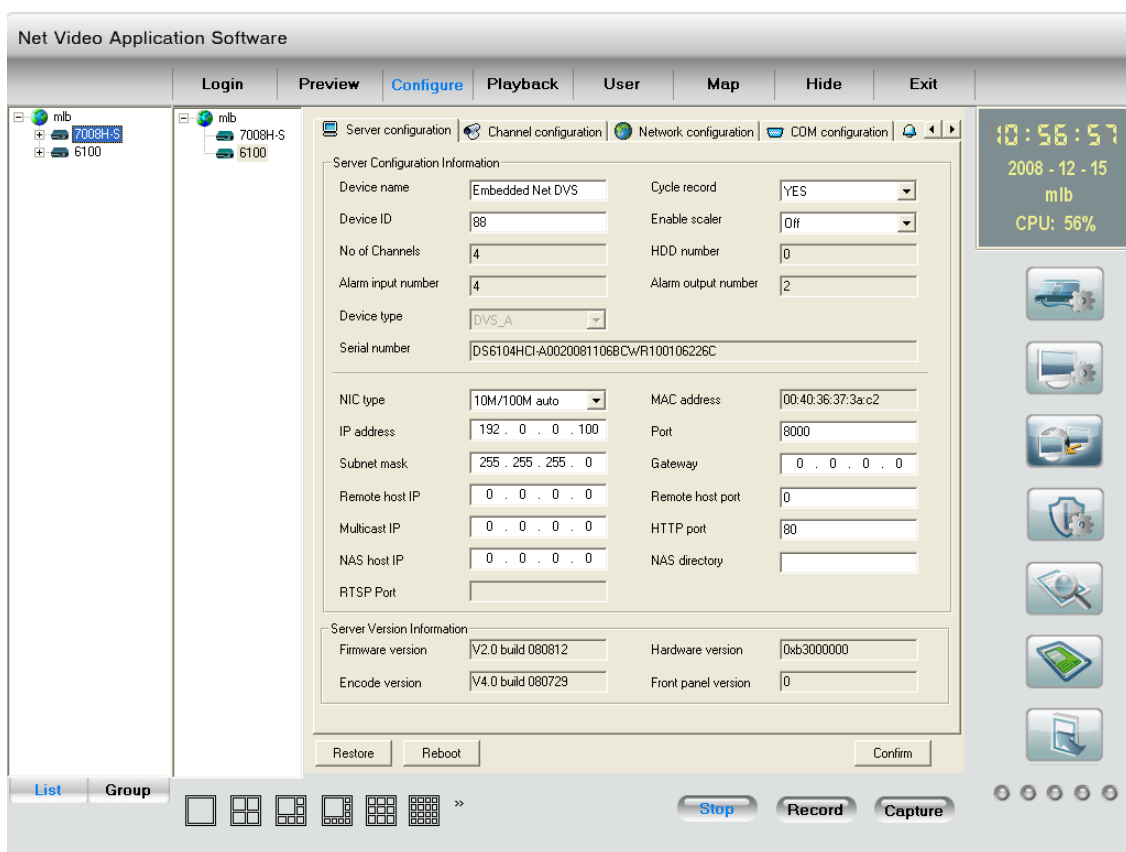 Net Video Application Software
Login Preview Configure Playback User Map Hide Exit
mlb
7008H-S
6100
mlb
7008H-S
6100
Server configuration Channel configuration Network configuration COM configuration
10:56:57
2008 - 12 - 15
mlb
CPU: 56%
Server Configuration Information
Device name Embedded Net DVS Cycle record YES
Device ID 88 Enable scaler Off
No of Channels 4 HDD number 0
Alarm input number 4 Alarm output number 2
Device type DVS_A
Serial number DS6104HCI-A0020081106BCWR100106226C
NIC type 10M/100M auto MAC address 00:40:36:37:3a:c2
IP address 192 . 0 . 0 . 100 Port 8000
Subnet mask 255 . 255 . 255 . 0 Gateway 0 . 0 . 0 . 0
Remote host IP 0 . 0 . 0 . 0 Remote host port 0
Multicast IP 0 . 0 . 0 . 0 HTTP port 80
NAS host IP 0 . 0 . 0 . 0 NAS directory
RTSP Port
Server Version Information
Firmware version V2.0 build 080812 Hardware version 0xb3000000
Encode version V4.0 build 080729 Front panel version 0
Restore Reboot Confirm
List Group
» Stop Record Capture